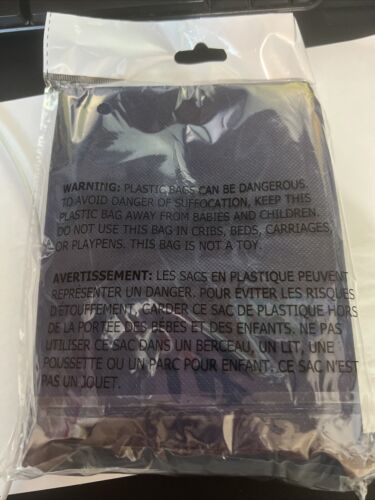 WARNING: PLASTIC BAGS CAN BE DANGEROUS.
TO AVOID DANGER OF SUFFOCATION, KEEP THIS
PLASTIC BAG AWAY FROM BABIES AND CHILDREN.
DO NOT USE THIS BAG IN CRIBS, BEDS, CARRIAGES,
OR PLAYPENS. THIS BAG IS NOT A TOY.
AVERTISSEMENT: LES SACS EN PLASTIQUE PEUVENT
REPRÉSENTER UN DANGER. POUR ÉVITER LES RISQUES
D'ÉTOUFFEMENT, GARDER CE SAC DE PLASTIQUE HORS
DE LA PORTÉE DES BÉBÉS ET DES ENFANTS. NE PAS
UTILISER CE SAC DANS UN BERCEAU, UN LIT, UNE
POUSSETTE OU UN PARC POUR ENFANT. CE SAC N'EST
PAS UN JOUET.